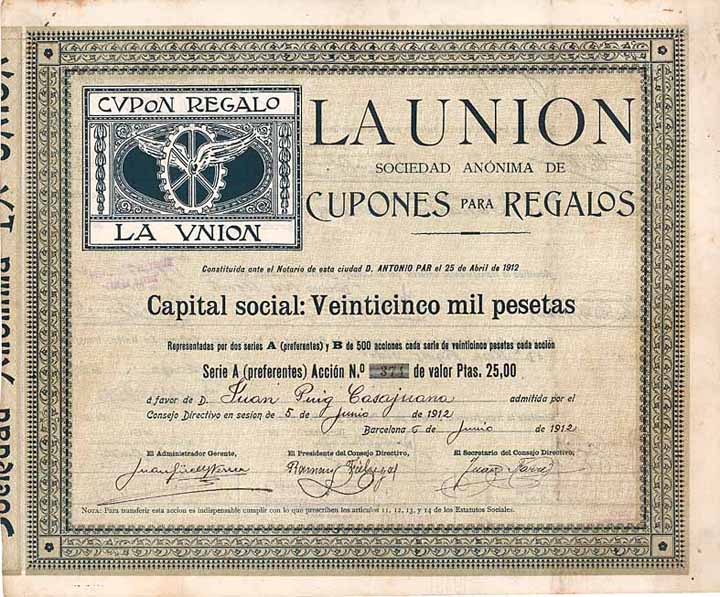 CVPON REGALO
LA VNION
LA UNION
SOCIEDAD ANÓNIMA DE
CUPONES PARA REGALOS
Constituida ante el Notario de esta ciudad D. ANTONIO PAR el 25 de Abril de 1912
Capital social: Veinticinco mil pesetas
Representadas por dos series A (preferentes) y B de 500 acciones cada serie de veinticinco pesetas cada acción
Serie A (preferentes) Acción N.º 371 de valor Ptas. 25,00
á favor de D. Juan Puig Casajuana admitida por el
Consejo Directivo en sesion de 5 de Junio de 1912
Barcelona 6 de Junio de 1912
El Administrador Gerente,
El Presidente del Consejo Directivo,
El Secretario del Consejo Directivo,
NOTA: Para transferir esta accion es indispensable cumplir con lo que prescriben los artículos 11, 12, 13, y 14 de los Estatutos Sociales.